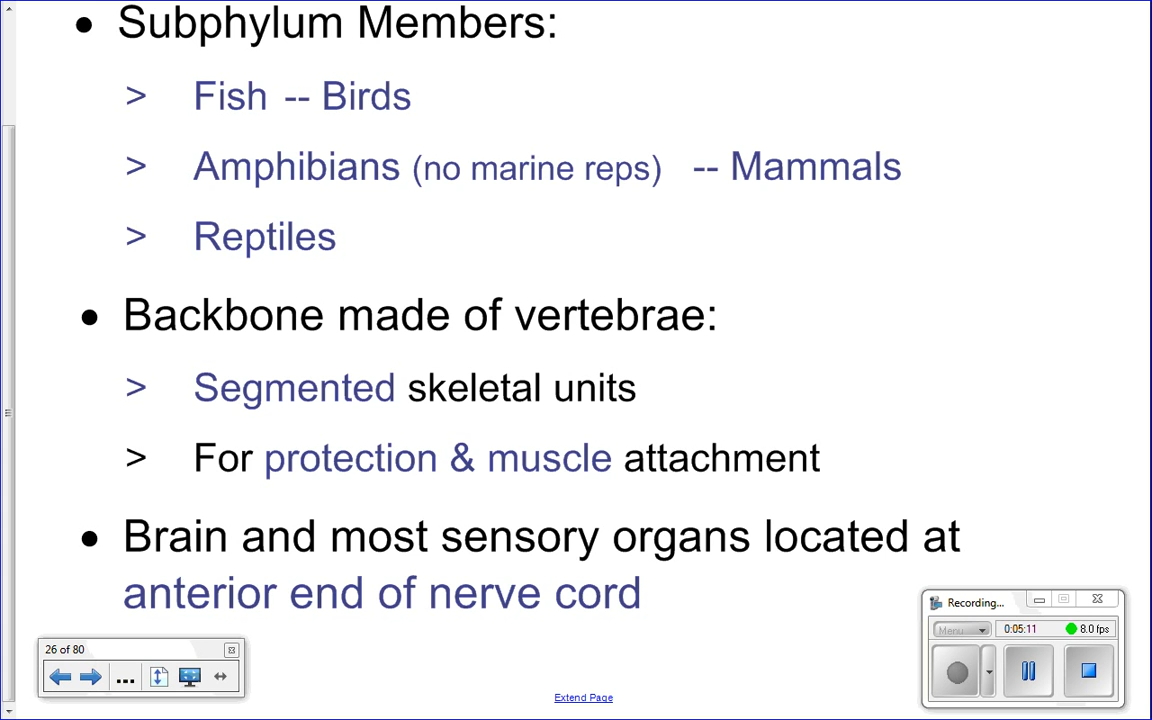 • Subphylum Members:
> Fish -- Birds
> Amphibians (no marine reps) -- Mammals
> Reptiles
• Backbone made of vertebrae:
> Segmented skeletal units
> For protection & muscle attachment
• Brain and most sensory organs located at
anterior end of nerve cord
Recording...
Menu 0:05:11 8.0 fps
26 of 80
...
Extend Page